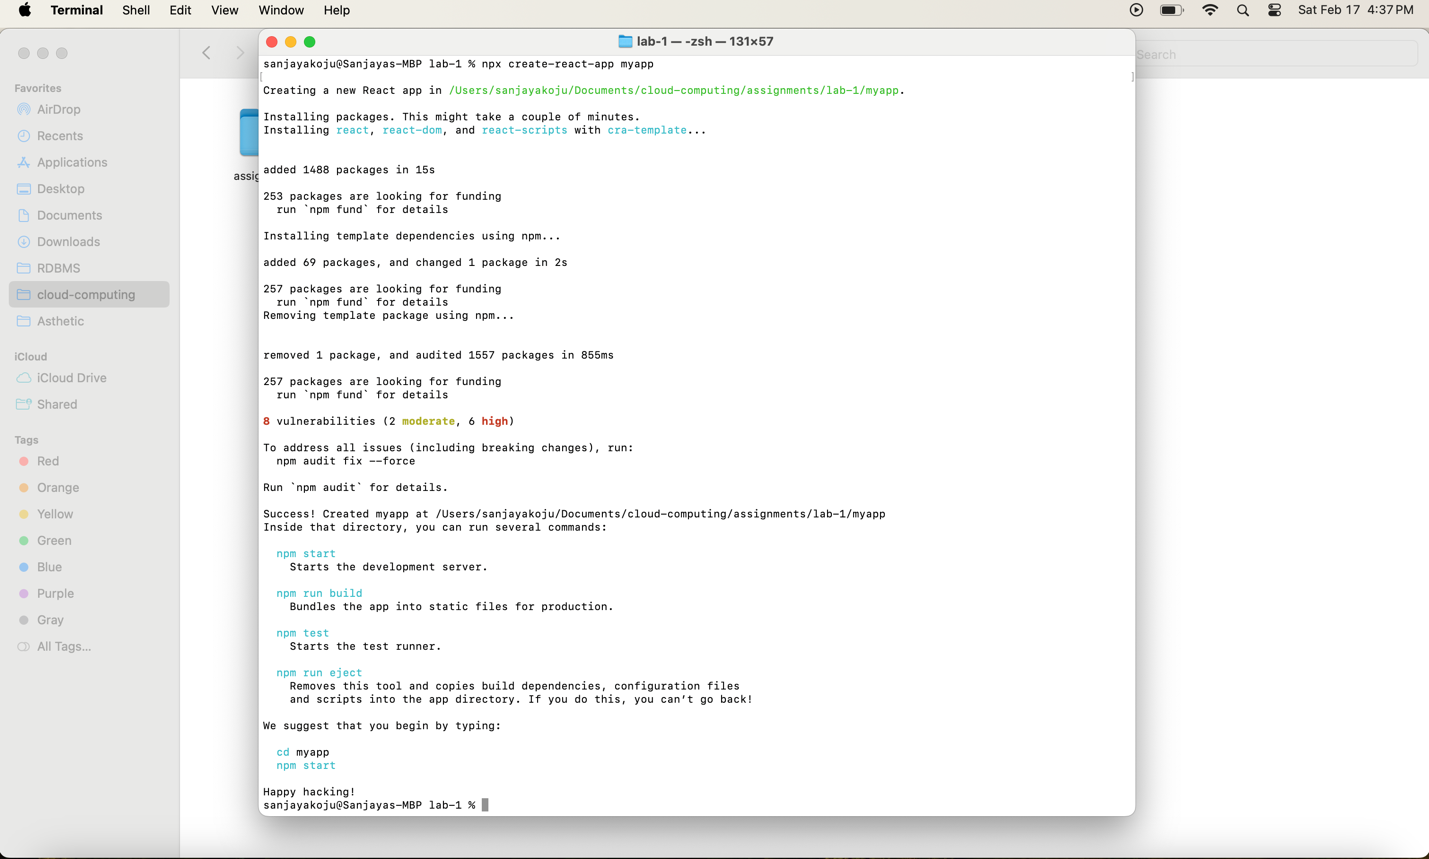 Terminal Shell Edit View Window Help
Sat Feb 17 4:37 PM
Search
Favorites
AirDrop
Recents
Applications
Desktop
Documents
Downloads
RDBMS
cloud-computing
Asthetic
iCloud
iCloud Drive
Shared
Tags
Red
Orange
Yellow
Green
Blue
Purple
Gray
All Tags...
assig
lab-1 — -zsh — 131×57
sanjayakoju@Sanjayas-MBP lab-1 % npx create-react-app myapp
[ ]
Creating a new React app in /Users/sanjayakoju/Documents/cloud-computing/assignments/lab-1/myapp.
Installing packages. This might take a couple of minutes.
Installing react, react-dom, and react-scripts with cra-template...
added 1488 packages in 15s
253 packages are looking for funding
run `npm fund` for details
Installing template dependencies using npm...
added 69 packages, and changed 1 package in 2s
257 packages are looking for funding
run `npm fund` for details
Removing template package using npm...
removed 1 package, and audited 1557 packages in 855ms
257 packages are looking for funding
run `npm fund` for details
8 vulnerabilities (2 moderate, 6 high)
To address all issues (including breaking changes), run:
npm audit fix --force
Run `npm audit` for details.
Success! Created myapp at /Users/sanjayakoju/Documents/cloud-computing/assignments/lab-1/myapp
Inside that directory, you can run several commands:
npm start
Starts the development server.
npm run build
Bundles the app into static files for production.
npm test
Starts the test runner.
npm run eject
Removes this tool and copies build dependencies, configuration files
and scripts into the app directory. If you do this, you can’t go back!
We suggest that you begin by typing:
cd myapp
npm start
Happy hacking!
sanjayakoju@Sanjayas-MBP lab-1 %